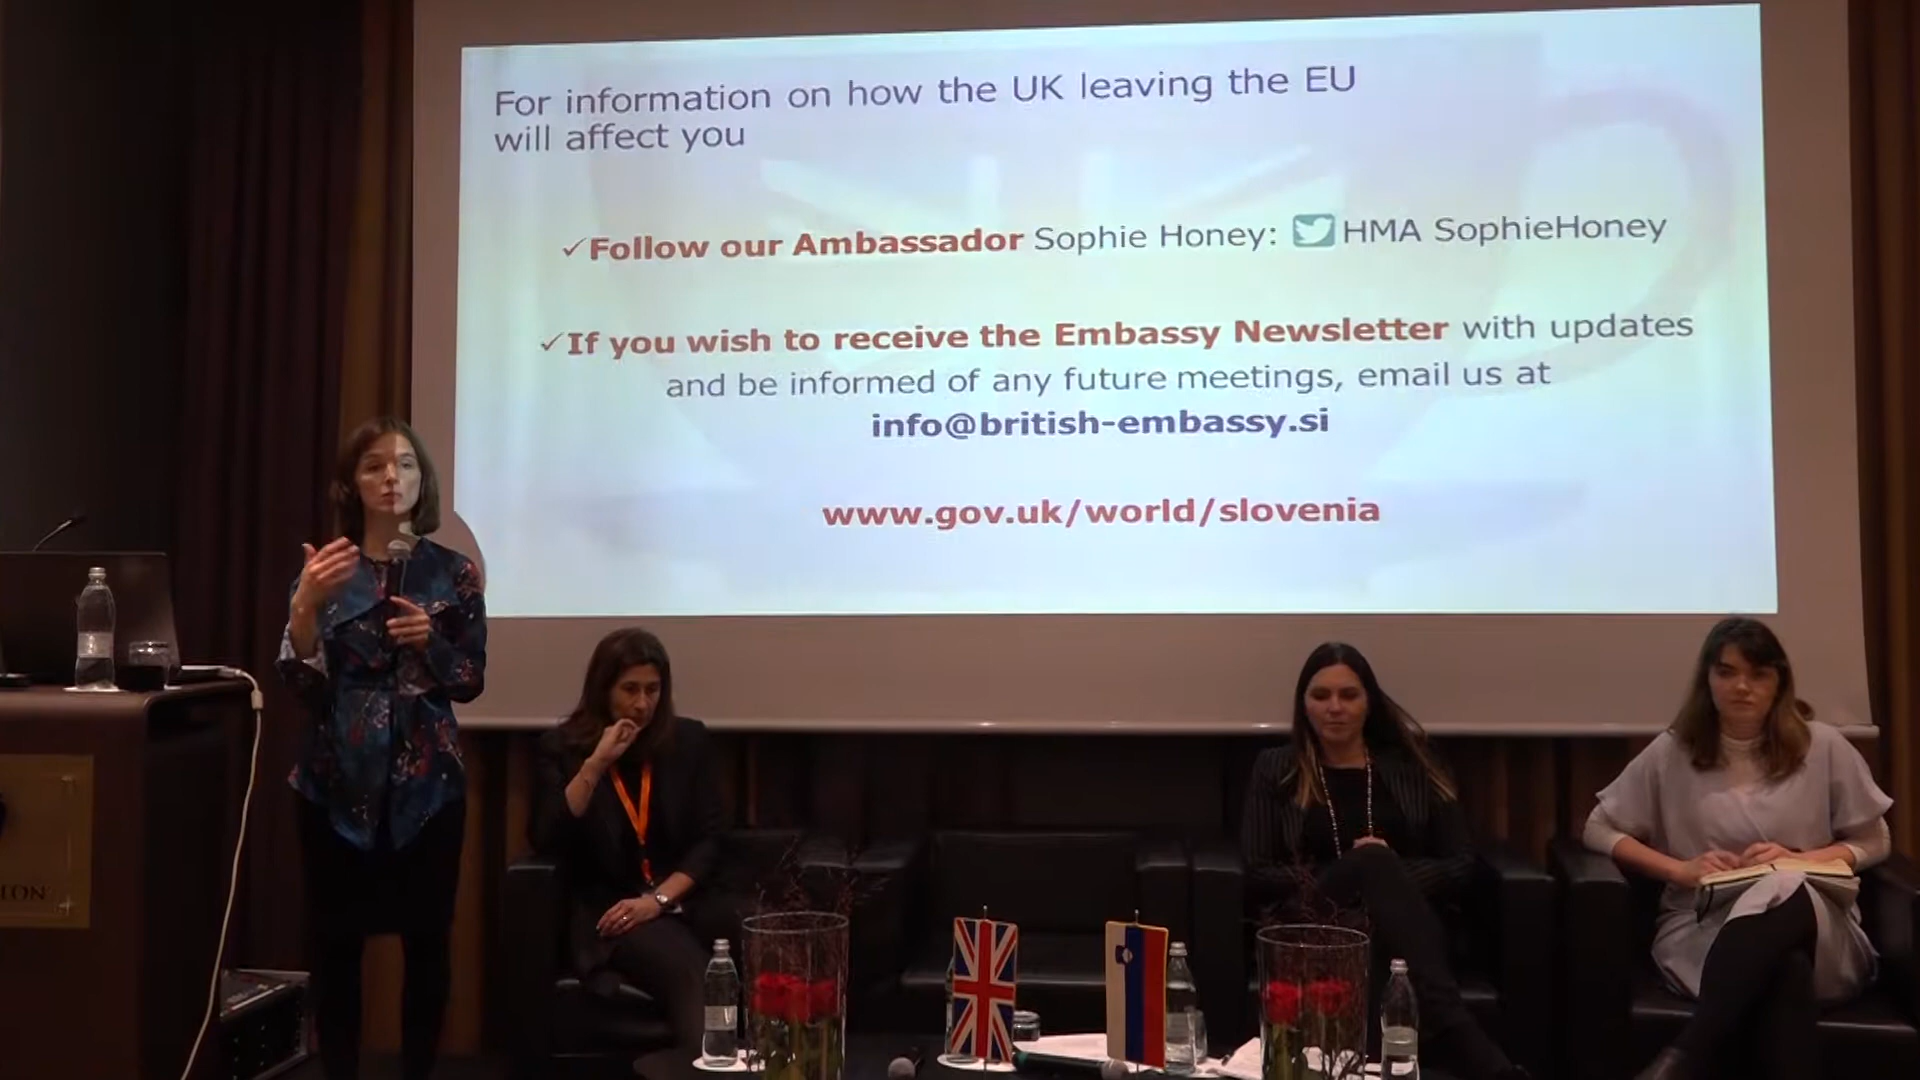 For information on how the UK leaving the EU
will affect you
✓Follow our Ambassador Sophie Honey: HMA SophieHoney
✓If you wish to receive the Embassy Newsletter with updates
and be informed of any future meetings, email us at
info@british-embassy.si
www.gov.uk/world/slovenia
LON